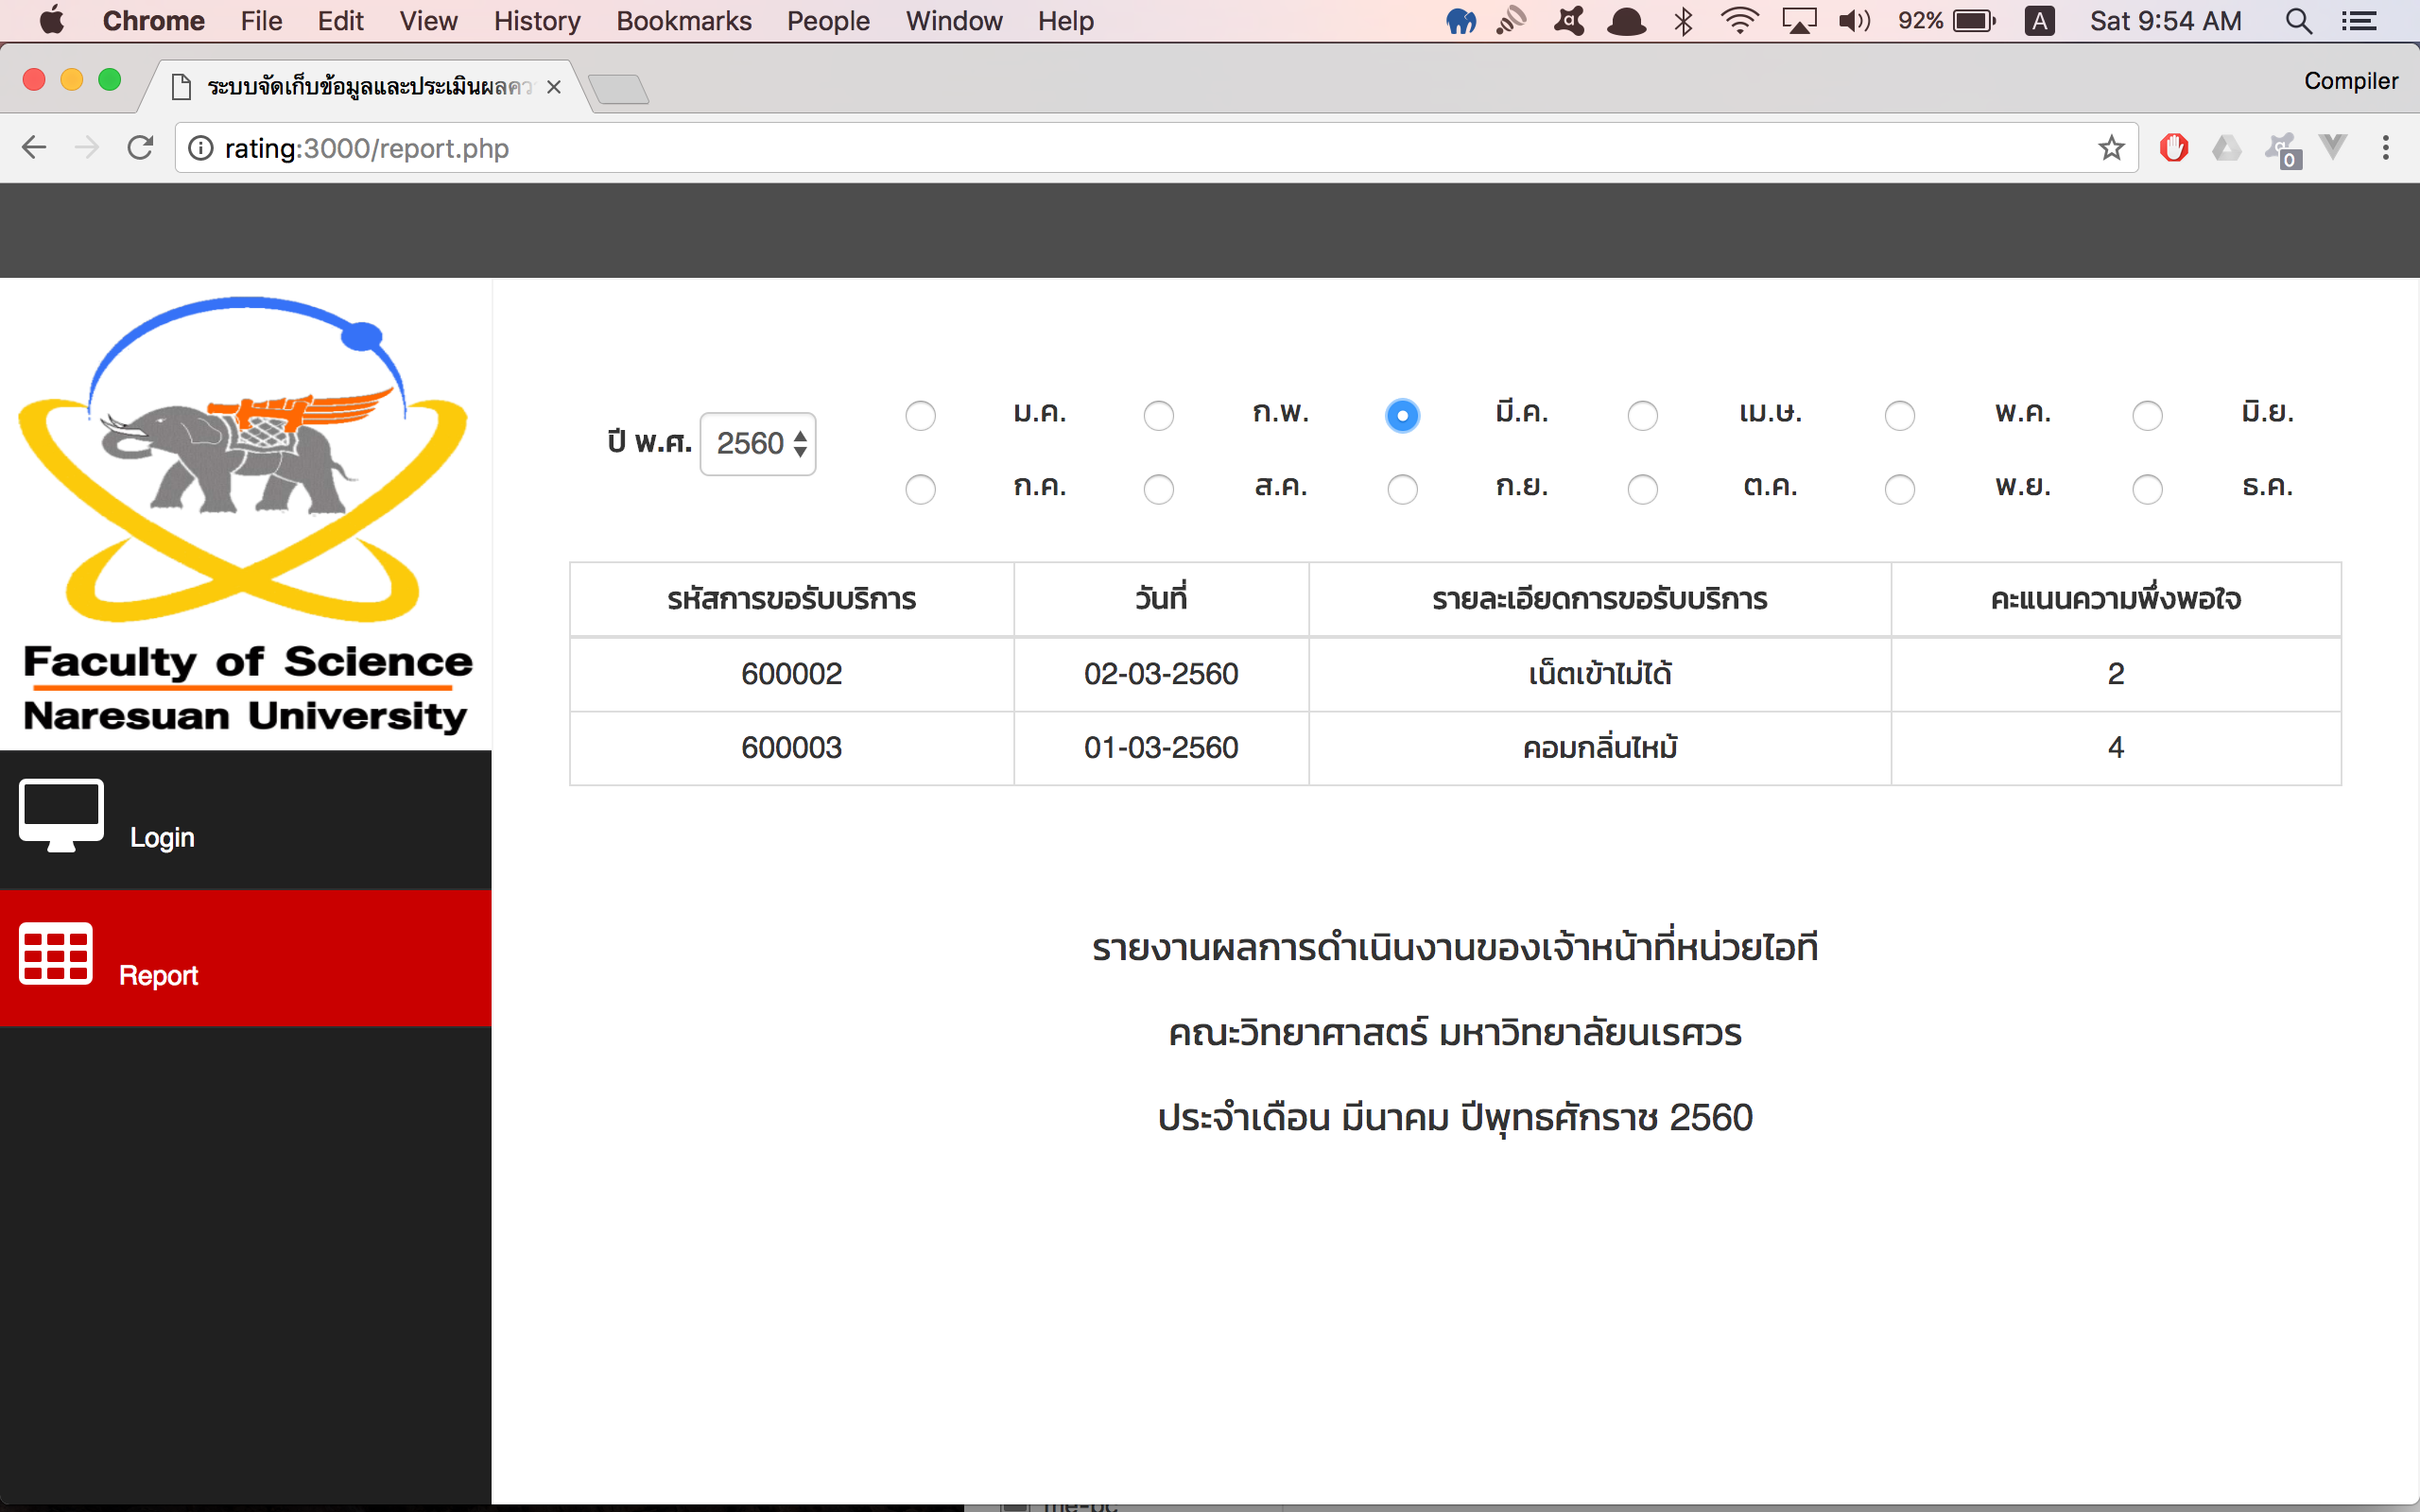 Chrome File Edit View History Bookmarks People Window Help 92% A Sat 9:54 AM
ระบบจัดเก็บข้อมูลและประเมินผลคว
Compiler
rating:3000/report.php
0
ปี พ.ศ. 2560
ม.ค. ก.พ. มี.ค. เม.ษ. พ.ค. มิ.ย.
ก.ค. ส.ค. ก.ย. ต.ค. พ.ย. ธ.ค.
รหัสการขอรับบริการ วันที่ รายละเอียดการขอรับบริการ คะแนนความพึ่งพอใจ
600002 02-03-2560 เน็ตเข้าไม่ได้ 2
600003 01-03-2560 คอมกลิ่นไหม้ 4
Faculty of Science
Naresuan University
Login
Report
รายงานผลการดำเนินงานของเจ้าหน้าที่หน่วยไอที
คณะวิทยาศาสตร์ มหาวิทยาลัยนเรศวร
ประจำเดือน มีนาคม ปีพุทธศักราช 2560